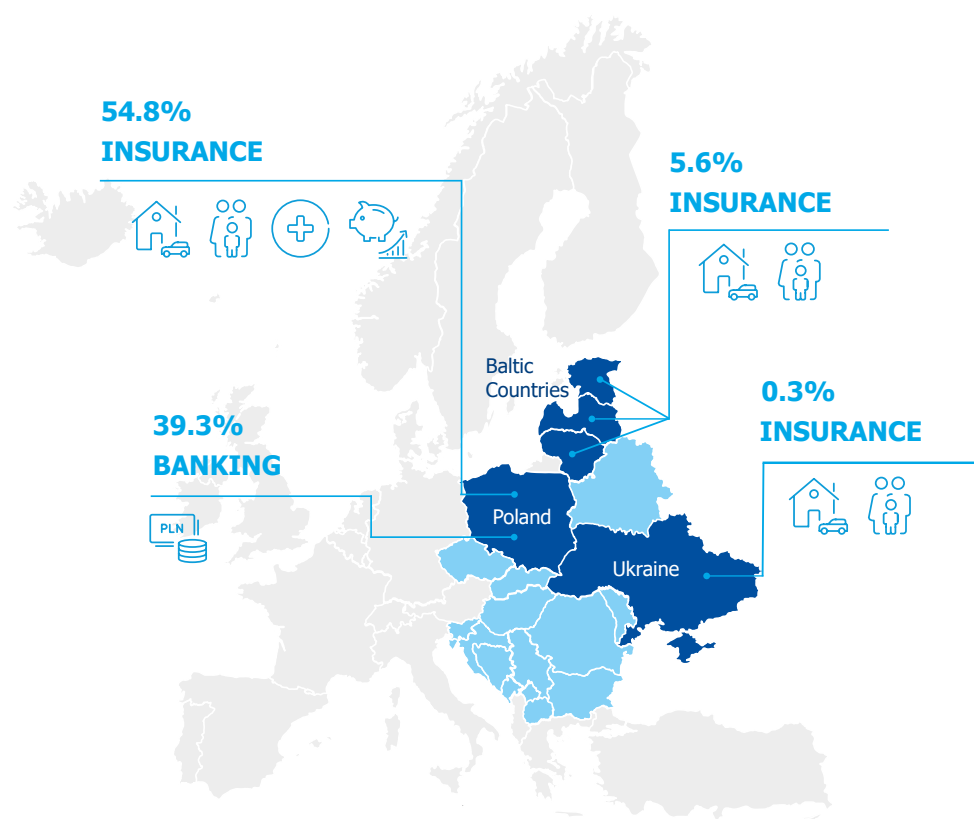 54.8%
INSURANCE
5.6%
INSURANCE
Baltic
Countries
0.3%
INSURANCE
39.3%
BANKING
PLN
Poland
Ukraine